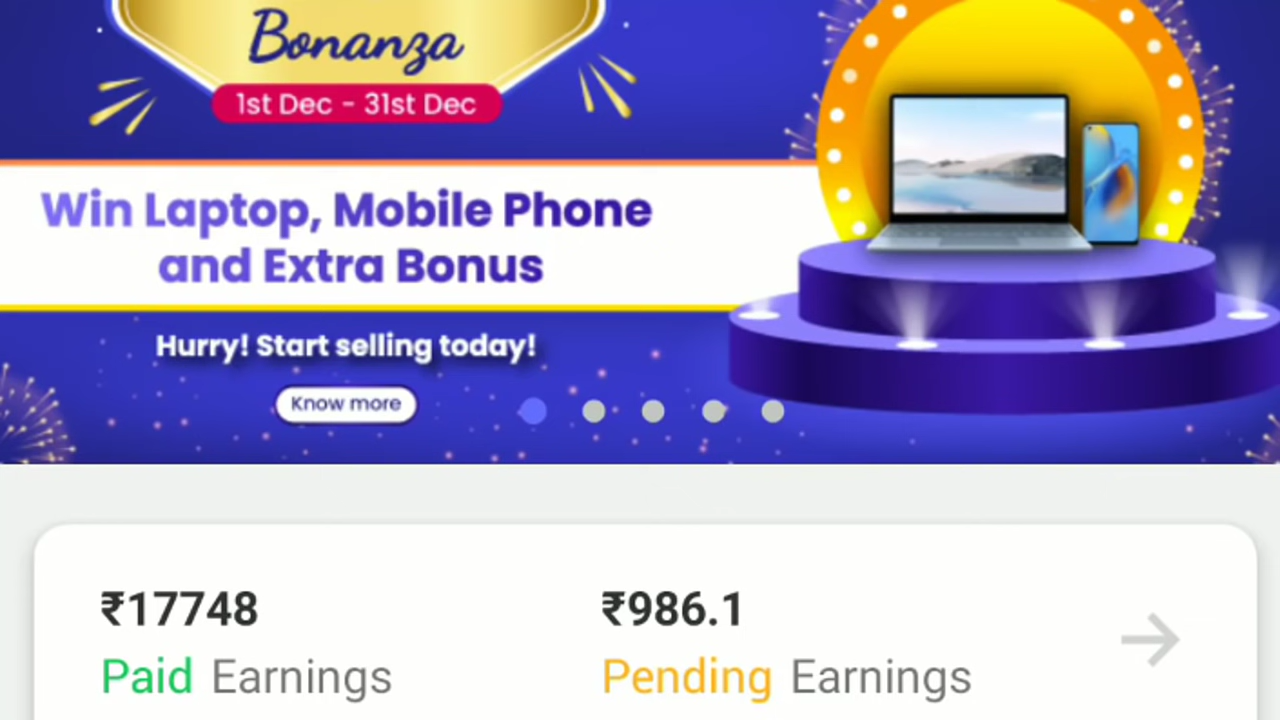 Bonanza
1st Dec - 31st Dec
Win Laptop, Mobile Phone
and Extra Bonus
Hurry! Start selling today!
Know more
₹17748
₹986.1
Paid Earnings
Pending Earnings